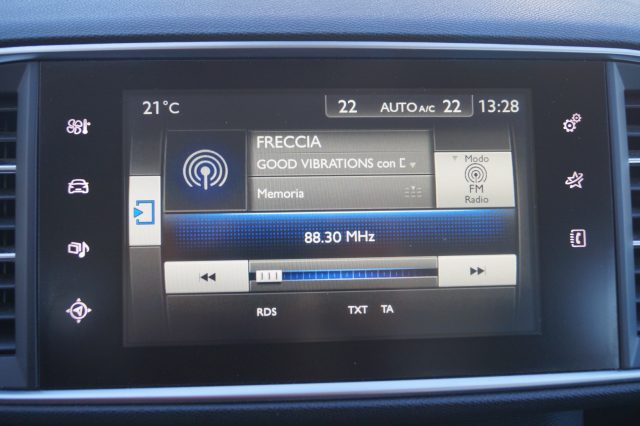 21°C 22 AUTO A/C 22 13:28
FRECCIA
GOOD VIBRATIONS con D
Modo
FM
Radio
Memoria
88.30 MHz
RDS TXT TA